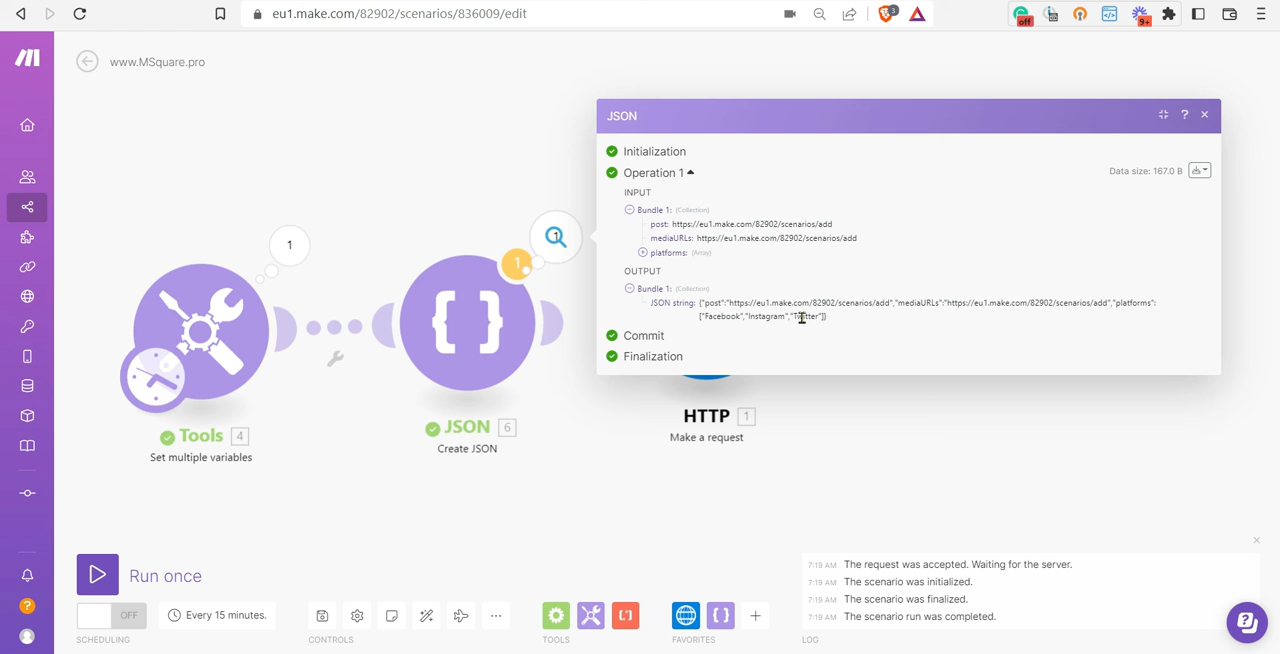 eu1.make.com/82902/scenarios/836009/edit
3
off
9+
www.MSquare.pro
JSON
?
Initialization
Operation 1
Data size: 167.0 B
INPUT
Bundle 1: (Collection)
post: https://eu1.make.com/82902/scenarios/add
mediaURLs: https://eu1.make.com/82902/scenarios/add
platforms: (Array)
OUTPUT
Bundle 1: (Collection)
JSON string: {"post":"https://eu1.make.com/82902/scenarios/add","mediaURLs":"https://eu1.make.com/82902/scenarios/add","platforms":
["Facebook","Instagram","Twitter"]}
Commit
Finalization
1
1
1
Tools 4
Set multiple variables
JSON 6
Create JSON
HTTP 1
Make a request
Run once
OFF
Every 15 minutes.
SCHEDULING
CONTROLS
TOOLS
FAVORITES
7:19 AM The request was accepted. Waiting for the server.
7:19 AM The scenario was initialized.
7:19 AM The scenario was finalized.
7:19 AM The scenario run was completed.
LOG